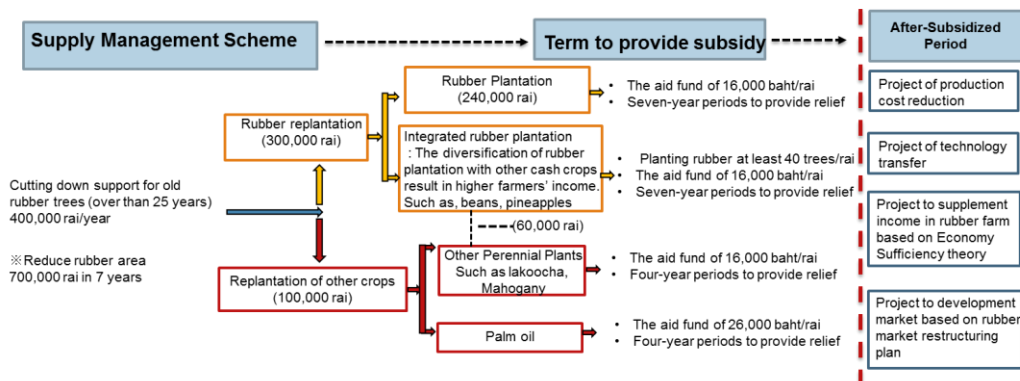 Supply Management Scheme
Term to provide subsidy
After-Subsidized
Period
Rubber Plantation
(240,000 rai)
• The aid fund of 16,000 baht/rai
• Seven-year periods to provide relief
Project of production
cost reduction
Rubber replantation
(300,000 rai)
Integrated rubber plantation
: The diversification of rubber
plantation with other cash crops
result in higher farmers' income.
Such as, beans, pineapples
• Planting rubber at least 40 trees/rai
• The aid fund of 16,000 baht/rai
• Seven-year periods to provide relief
Project of technology
transfer
Cutting down support for old
rubber trees (over than 25 years)
400,000 rai/year
(60,000 rai)
Project to supplement
income in rubber farm
based on Economy
Sufficiency theory
※Reduce rubber area
700,000 rai in 7 years
Replantation of other crops
(100,000 rai)
Other Perennial Plants
Such as lakoocha,
Mahogany
• The aid fund of 16,000 baht/rai
• Four-year periods to provide relief
Palm oil
• The aid fund of 26,000 baht/rai
• Four-year periods to provide relief
Project to development
market based on rubber
market restructuring
plan